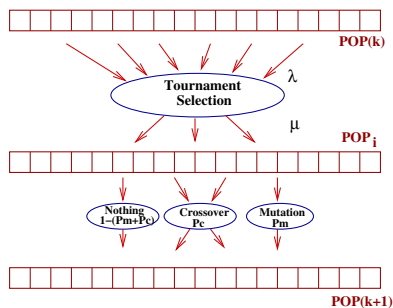 POP(k)
Tournament
Selection
λ
μ
POP i
Nothing
1-(Pm+Pc)
Crossover
Pc
Mutation
Pm
POP(k+1)